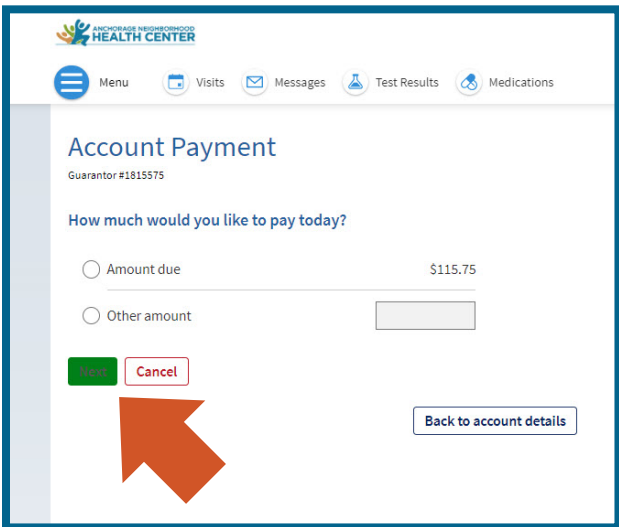 ANCHORAGE NEIGHBORHOOD
HEALTH CENTER
Menu Visits Messages Test Results Medications
Account Payment
Guarantor #1815575
How much would you like to pay today?
Amount due $115.75
Other amount
Next Cancel
Back to account details